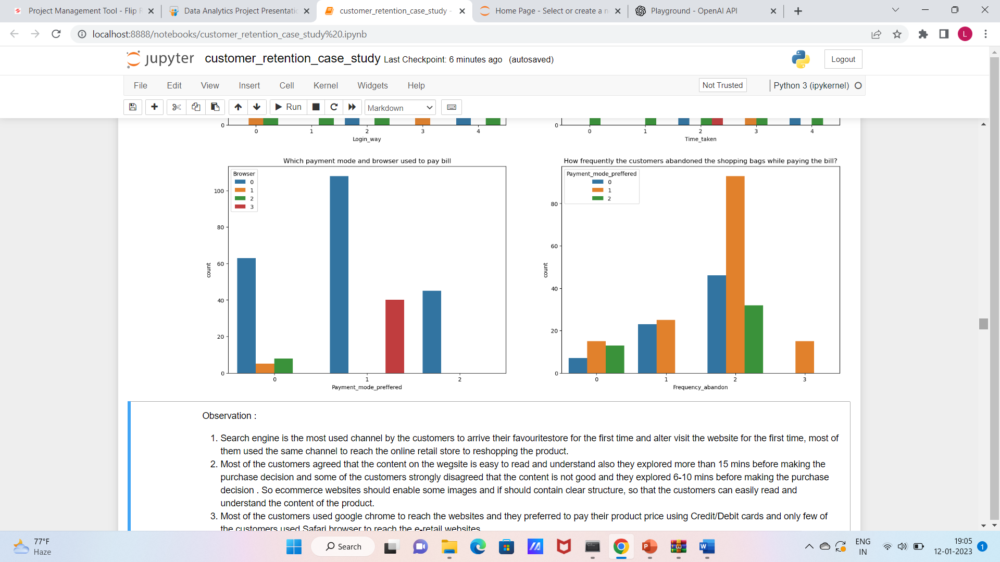 Project Management Tool - Flip R
Data Analytics Project Presentatio
customer_retention_case_study -
Home Page - Select or create a n
Playground - OpenAI API
localhost:8888/notebooks/customer_retention_case_study%20.ipynb
L
jupyter
customer_retention_case_study Last Checkpoint: 6 minutes ago (autosaved)
Logout
File Edit View Insert Cell Kernel Widgets Help
Not Trusted
Python 3 (ipykernel)
Run
Markdown
0
0 1 2 3 4
Login_way
0
0 1 2 3 4
Time_taken
Which payment mode and browser used to pay bill
Browser
0
1
2
3
100
80
60
40
20
0
count
0 1 2
Payment_mode_preffered
How frequently the customers abandoned the shopping bags while paying the bill?
Payment_mode_preffered
0
1
2
80
60
40
20
0
count
0 1 2 3
Frequency_abandon
Observation :
1. Search engine is the most used channel by the customers to arrive their favouritestore for the first time and alter visit the website for the first time, most of
them used the same channel to reach the online retail store to reshopping the product.
2. Most of the customers agreed that the content on the wegsite is easy to read and understand also they explored more than 15 mins before making the
purchase decision and some of the customers strongly disagreed that the content is not good and they explored 6-10 mins before making the purchase
decision . So ecommerce websites should enable some images and if should contain clear structure, so that the customers can easily read and
understand the content of the product.
3. Most of the customers used google chrome to reach the websites and they preferred to pay their product price using Credit/Debit cards and only few of
the customers used Safari browser to reach the e-retail websites
77°F
Haze
Search
ENG
IN
19:05
12-01-2023
1